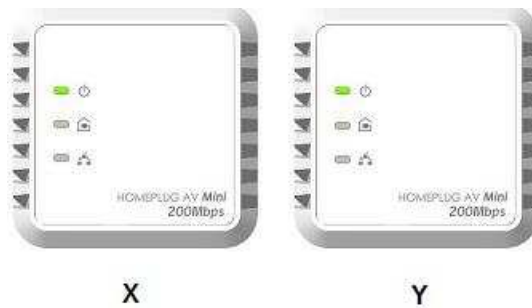 HOMEPLUG AV Mini
200Mbps
HOMEPLUG AV Mini
200Mbps
X
Y